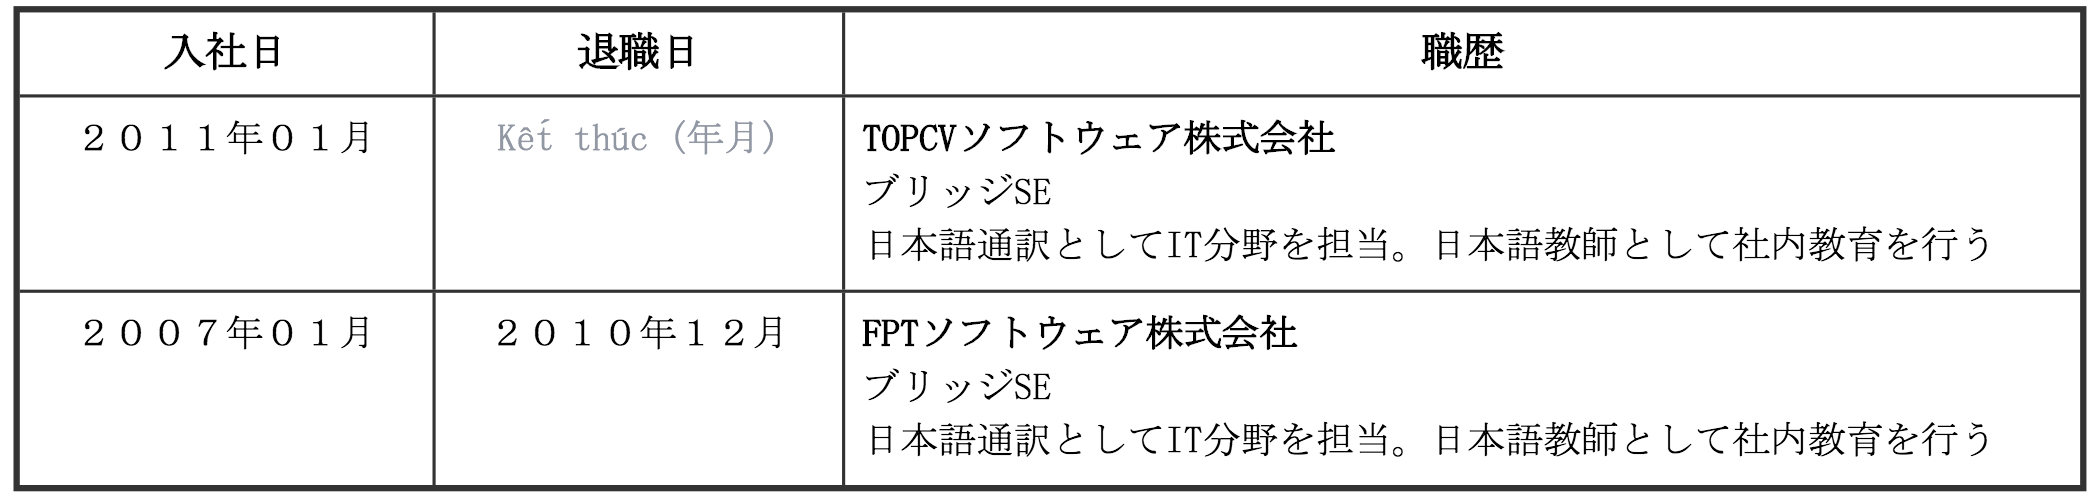 入社日 退職日 職歴
２０１１年０１月 Kết thúc (年月) TOPCVソフトウェア株式会社
ブリッジSE
日本語通訳としてIT分野を担当。日本語教師として社内教育を行う
２００７年０１月 ２０１０年１２月 FPTソフトウェア株式会社
ブリッジSE
日本語通訳としてIT分野を担当。日本語教師として社内教育を行う